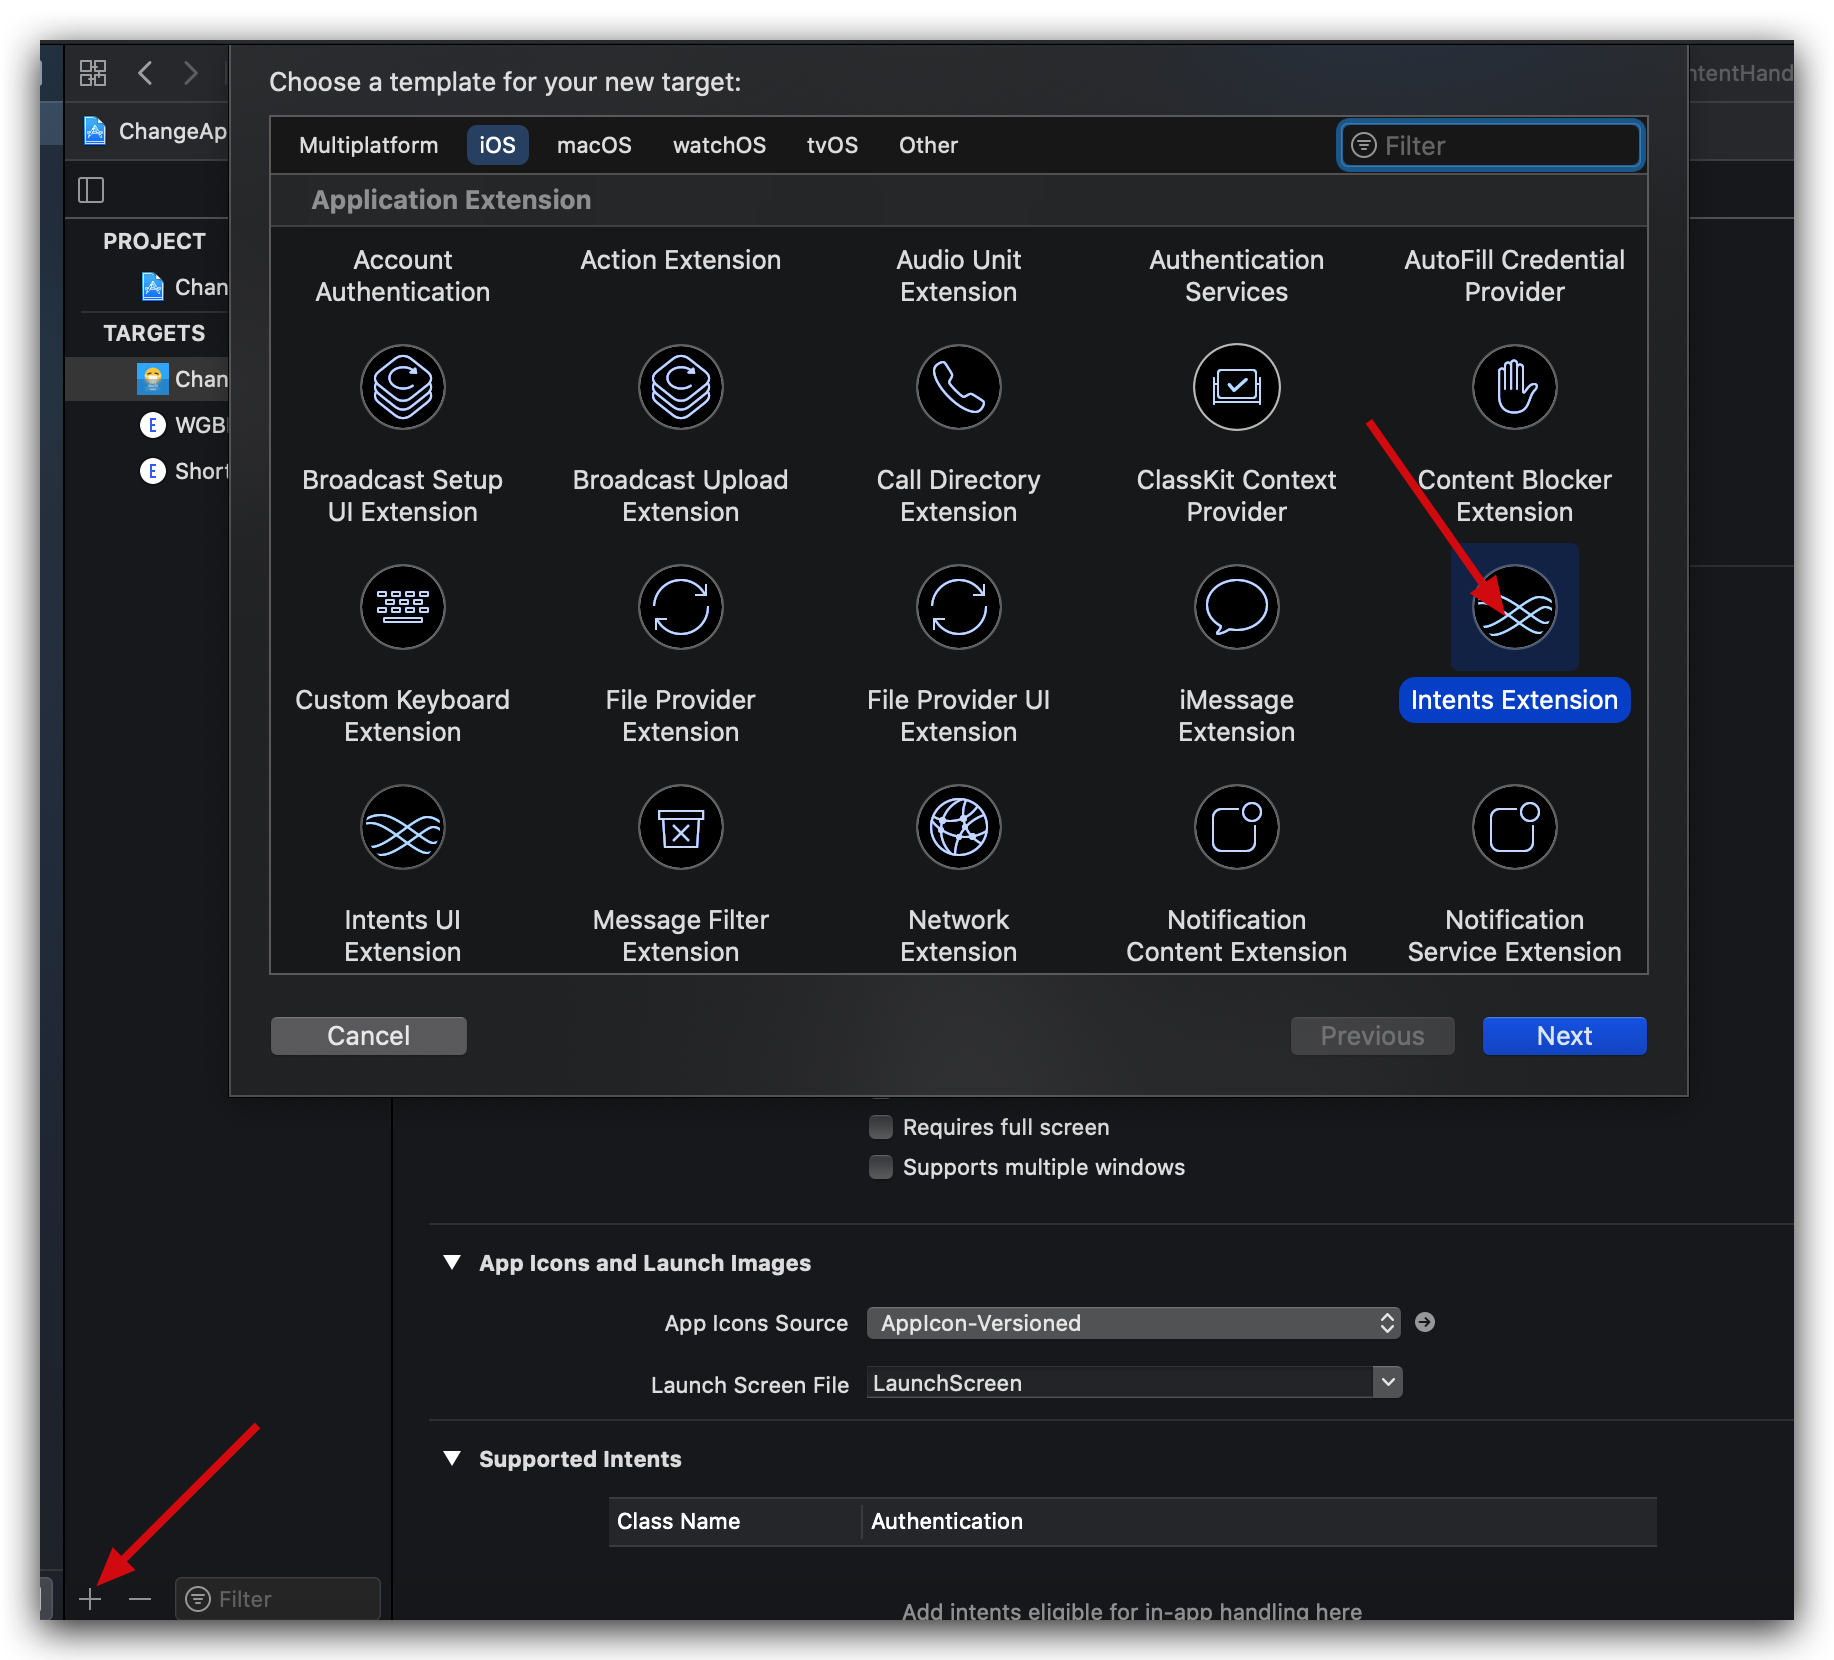 Choose a template for your new target:
ntentHand
ChangeAp
Multiplatform iOS macOS watchOS tvOS Other Filter
Application Extension
PROJECT
Chan
TARGETS
Chan
E WGB
E Short
Account Authentication
Action Extension
Audio Unit Extension
Authentication Services
AutoFill Credential Provider
Broadcast Setup UI Extension
Broadcast Upload Extension
Call Directory Extension
ClassKit Context Provider
Content Blocker Extension
Custom Keyboard Extension
File Provider Extension
File Provider UI Extension
iMessage Extension
Intents Extension
Intents UI Extension
Message Filter Extension
Network Extension
Notification Content Extension
Notification Service Extension
Cancel Previous Next
Requires full screen
Supports multiple windows
App Icons and Launch Images
App Icons Source AppIcon-Versioned
Launch Screen File LaunchScreen
Supported Intents
Class Name Authentication
Add intents eligible for in-app handling here
Filter